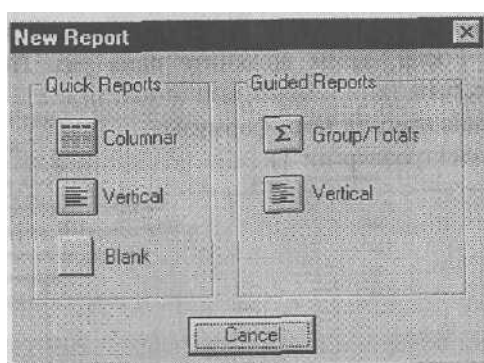 New Report
Quick Reports
Columnar
Vertical
Blank
Guided Reports
Σ Group/Totals
Vertical
Cancel